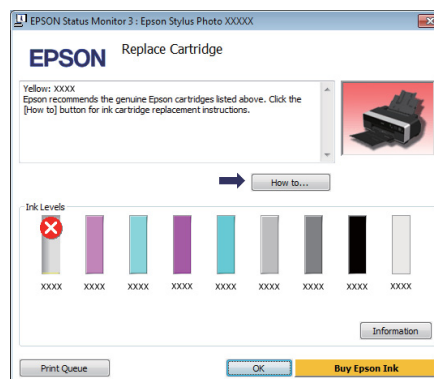 EPSON Status Monitor 3 : Epson Stylus Photo XXXXX
EPSON
Replace Cartridge
Yellow: XXXX
Epson recommends the genuine Epson cartridges listed above. Click the
[How to] button for ink cartridge replacement instructions.
How to...
Ink Levels
XXXX XXXX XXXX XXXX XXXX XXXX XXXX XXXX XXXX
Information
Print Queue OK Buy Epson Ink